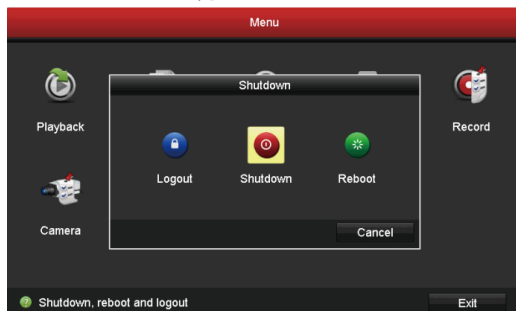 Menu
Shutdown
Playback
Record
Logout
Shutdown
Reboot
Camera
Cancel
Shutdown, reboot and logout
Exit